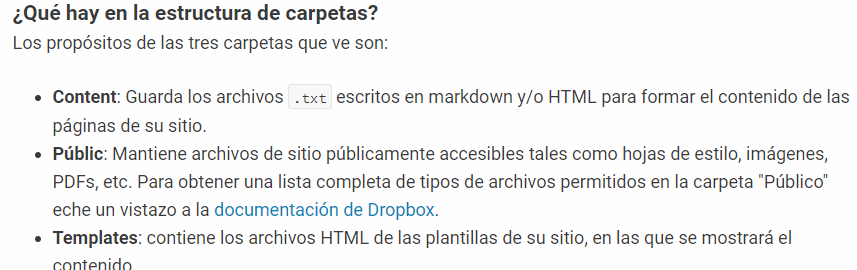 ¿Qué hay en la estructura de carpetas?
Los propósitos de las tres carpetas que ve son:
• Content: Guarda los archivos .txt escritos en markdown y/o HTML para formar el contenido de las
páginas de su sitio.
• Públic: Mantiene archivos de sitio públicamente accesibles tales como hojas de estilo, imágenes,
PDFs, etc. Para obtener una lista completa de tipos de archivos permitidos en la carpeta "Público"
eche un vistazo a la documentación de Dropbox.
• Templates: contiene los archivos HTML de las plantillas de su sitio, en las que se mostrará el
contenido.